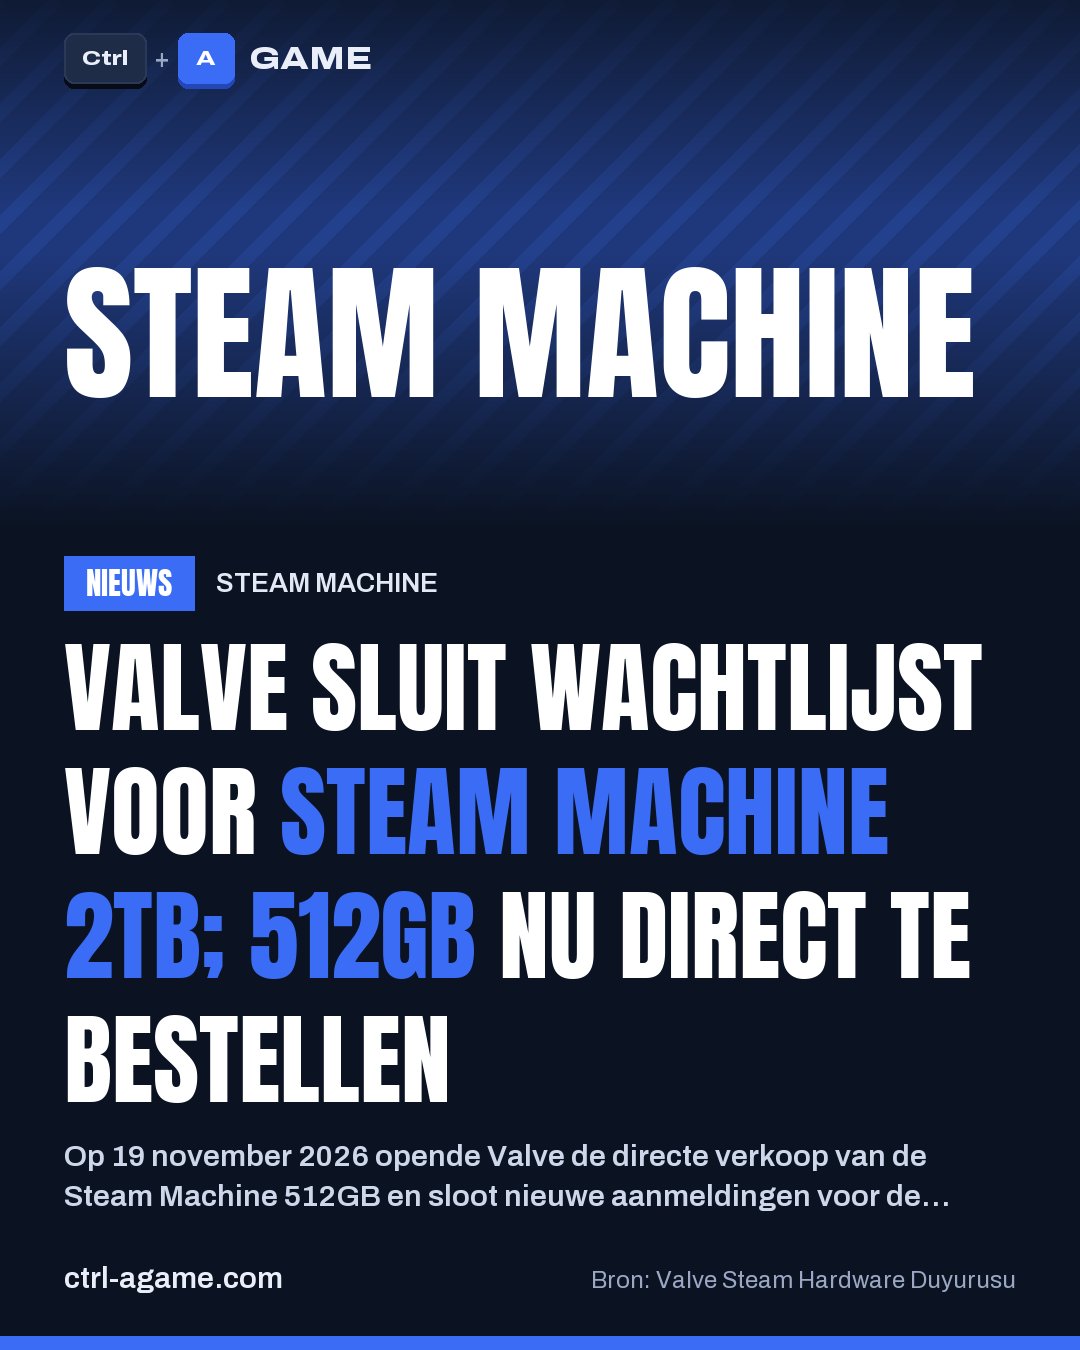 Ctrl + A GAME
STEAM MACHINE
NIEUWS STEAM MACHINE
VALVE SLUIT WACHTLIJST
VOOR STEAM MACHINE
2TB; 512GB NU DIRECT TE
BESTELLEN
Op 19 november 2026 opende Valve de directe verkoop van de
Steam Machine 512GB en sloot nieuwe aanmeldingen voor de...
ctrl-agame.com Bron: Valve Steam Hardware Duyurusu